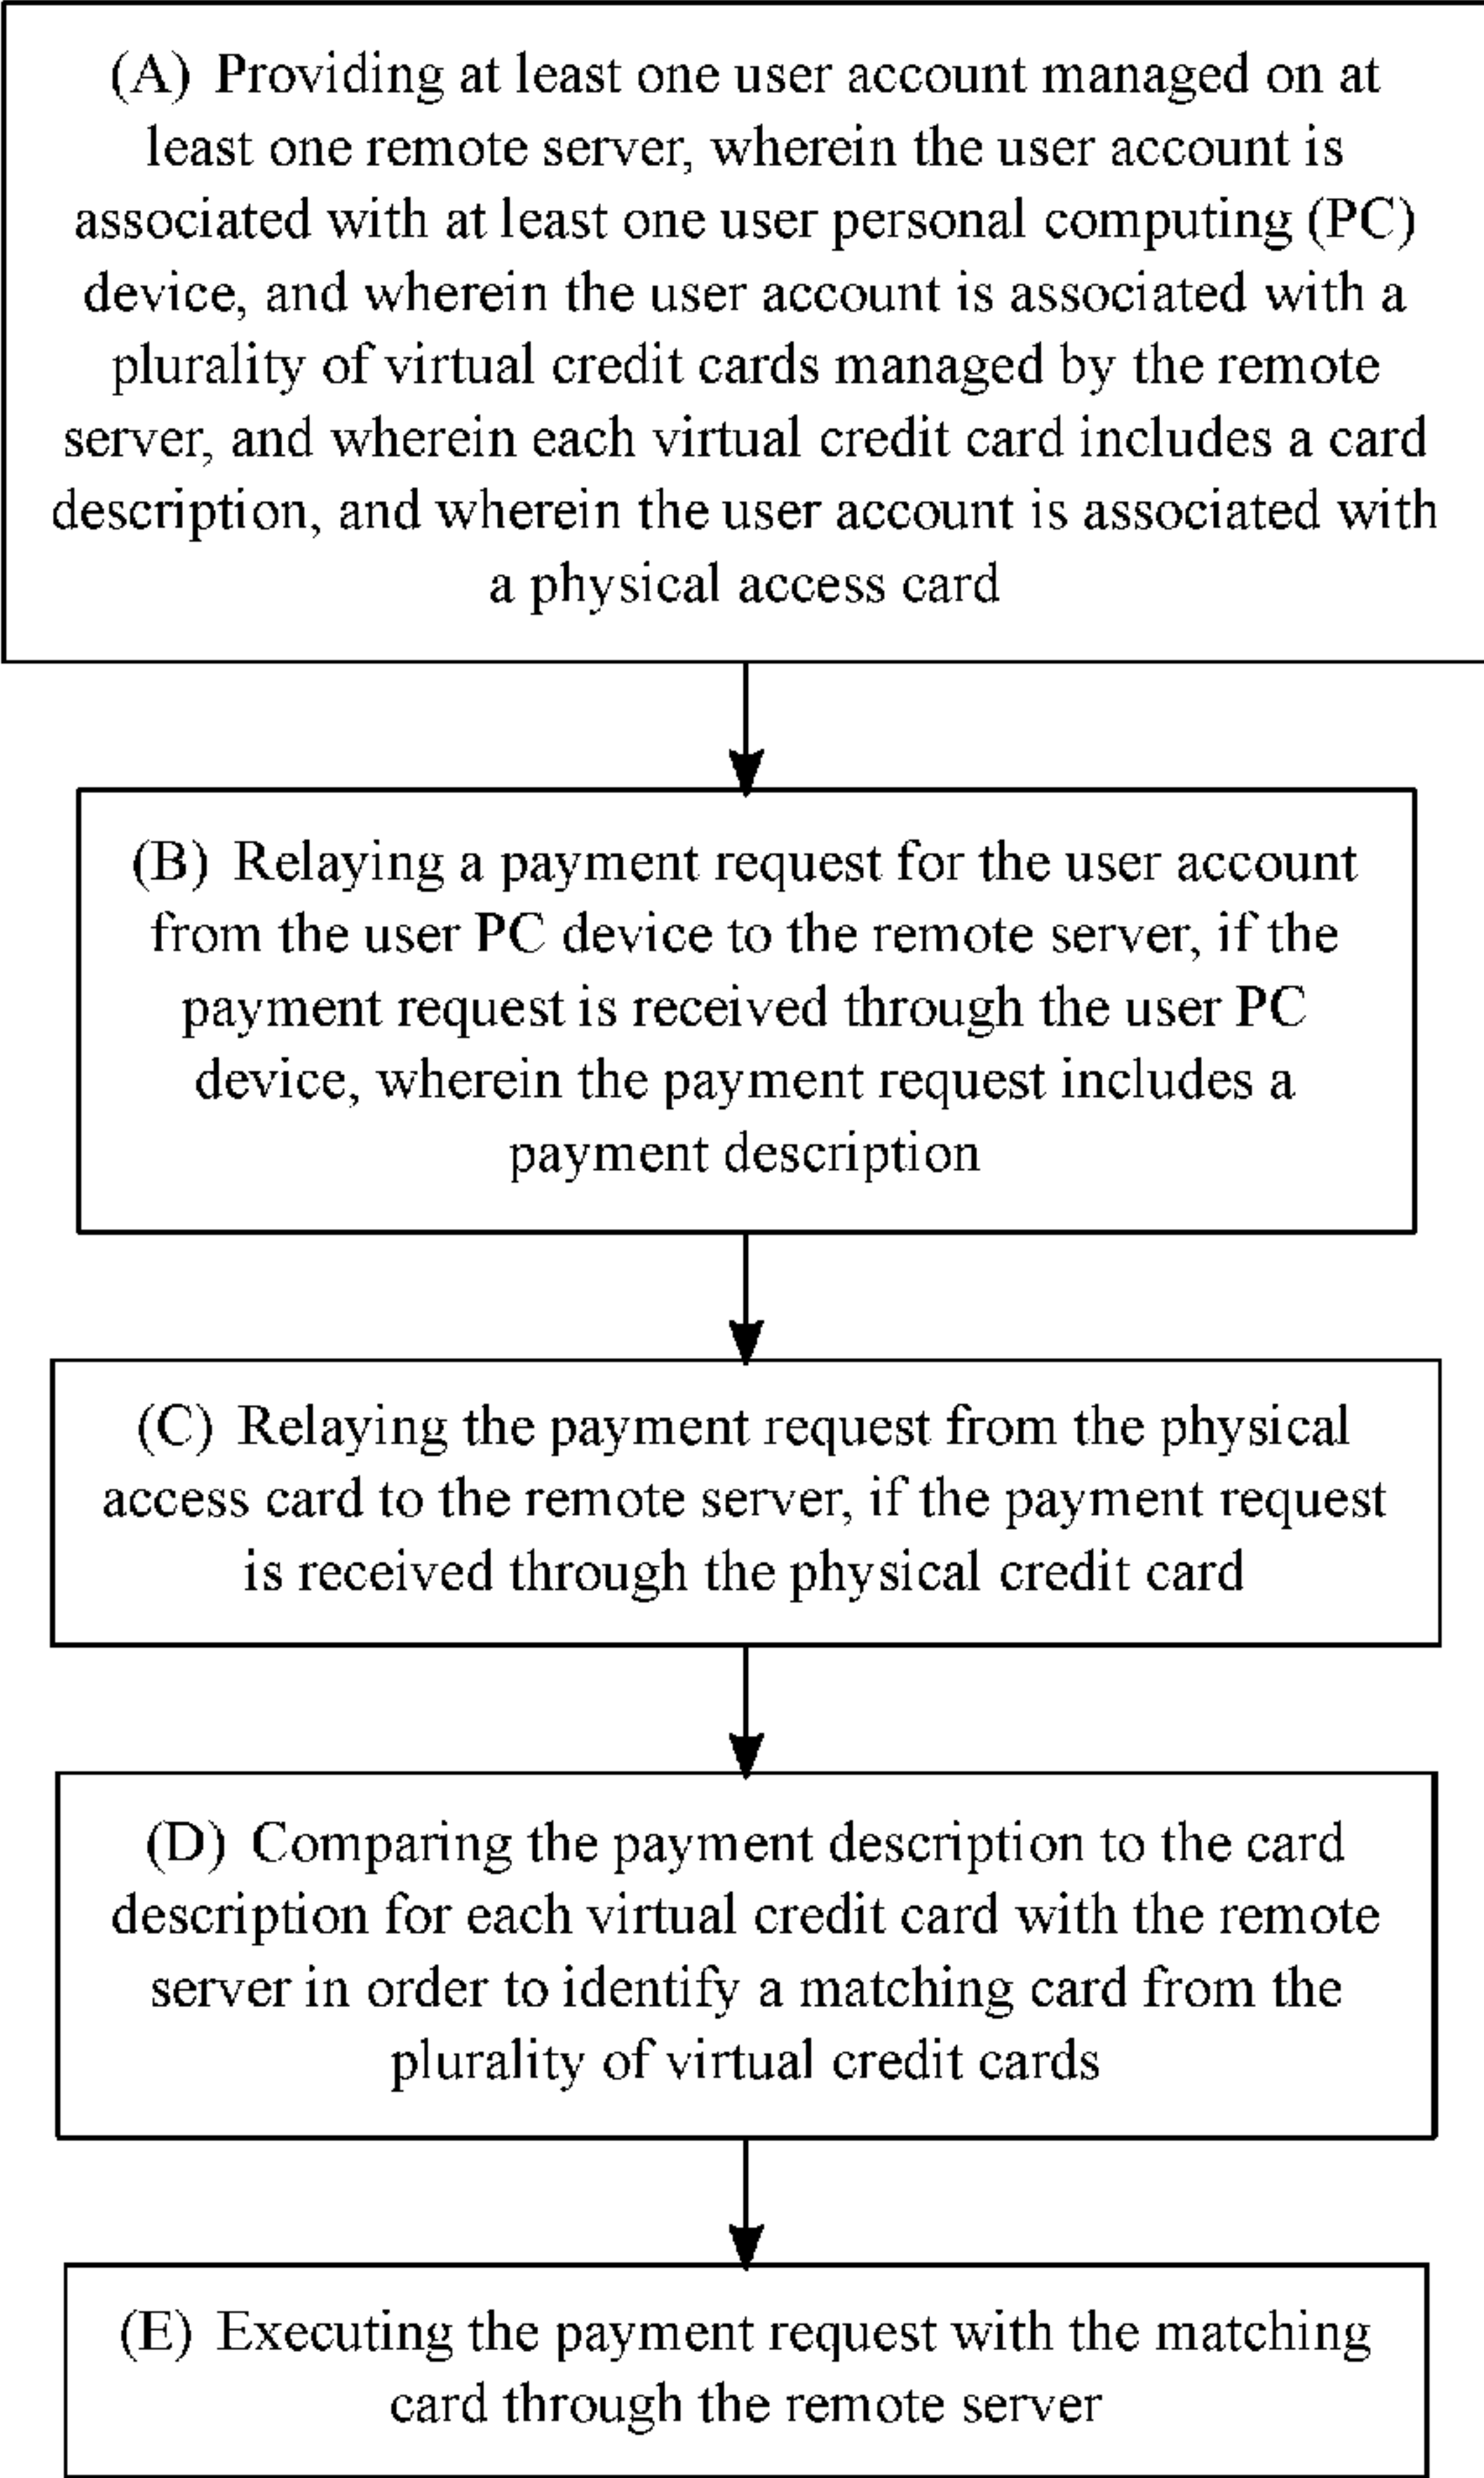 (A) Providing at least one user account managed on at
least one remote server, wherein the user account is
associated with at least one user personal computing (PC)
device, and wherein the user account is associated with a
plurality of virtual credit cards managed by the remote
server, and wherein each virtual credit card includes a card
description, and wherein the user account is associated with
a physical access card
(B) Relaying a payment request for the user account
from the user PC device to the remote server, if the
payment request is received through the user PC
device, wherein the payment request includes a
payment description
(C) Relaying the payment request from the physical
access card to the remote server, if the payment request
is received through the physical credit card
(D) Comparing the payment description to the card
description for each virtual credit card with the remote
server in order to identify a matching card from the
plurality of virtual credit cards
(E) Executing the payment request with the matching
card through the remote server